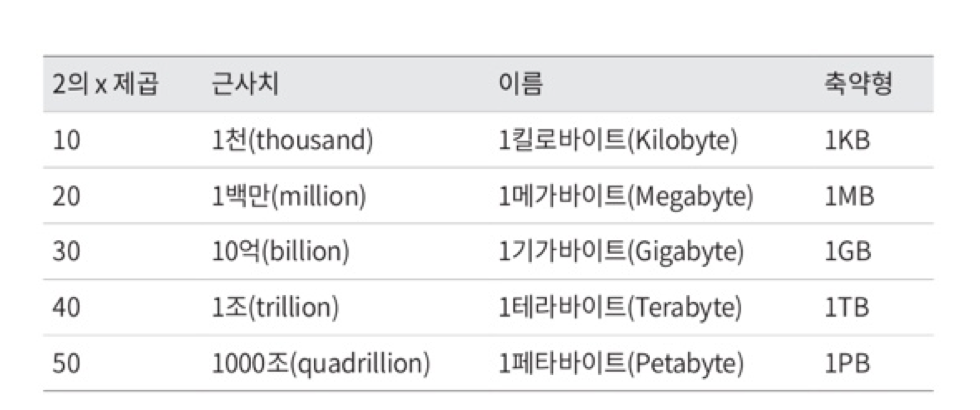 2의 x 제곱 근사치 이름 축약형
10 1천(thousand) 1킬로바이트(Kilobyte) 1KB
20 1백만(million) 1메가바이트(Megabyte) 1MB
30 10억(billion) 1기가바이트(Gigabyte) 1GB
40 1조(trillion) 1테라바이트(Terabyte) 1TB
50 1000조(quadrillion) 1페타바이트(Petabyte) 1PB